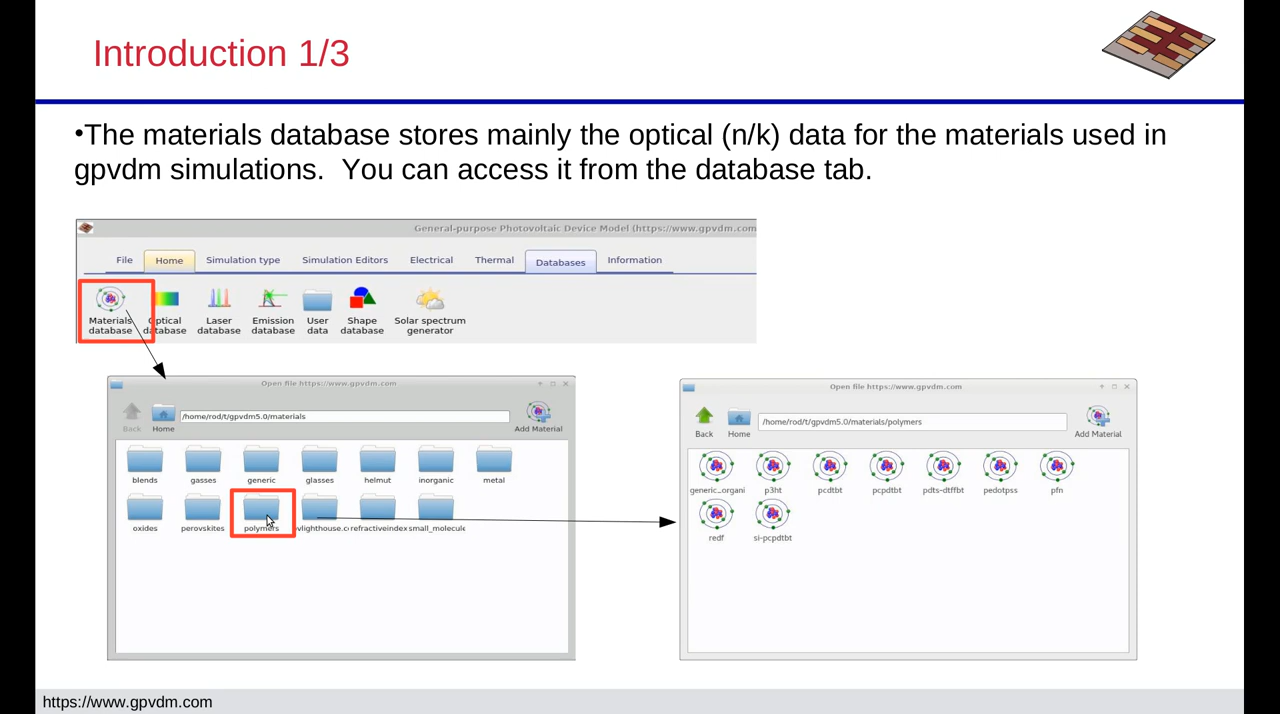 Introduction 1/3
•The materials database stores mainly the optical (n/k) data for the materials used in
gpvdm simulations.  You can access it from the database tab.
General-purpose Photovoltaic Device Model (https://www.gpvdm.com
File Home Simulation type Simulation Editors Electrical Thermal Databases Information
Materials Optical Laser Emission User Shape Solar spectrum
database database database database data database generator
Open file https://www.gpvdm.com
Back Home /home/rod/t/gpvdm5.0/materials Add Material
blends gasses generic glasses helmut inorganic metal
oxides perovskites polymers vlighthouse.co refractiveindex small_molecule
Open file https://www.gpvdm.com
Back Home /home/rod/t/gpvdm5.0/materials/polymers Add Material
generic_organi p3ht pcdtbt pcpdtbt pdts-dtffbt pedotpss pfn
redf si-pcpdtbt
https://www.gpvdm.com